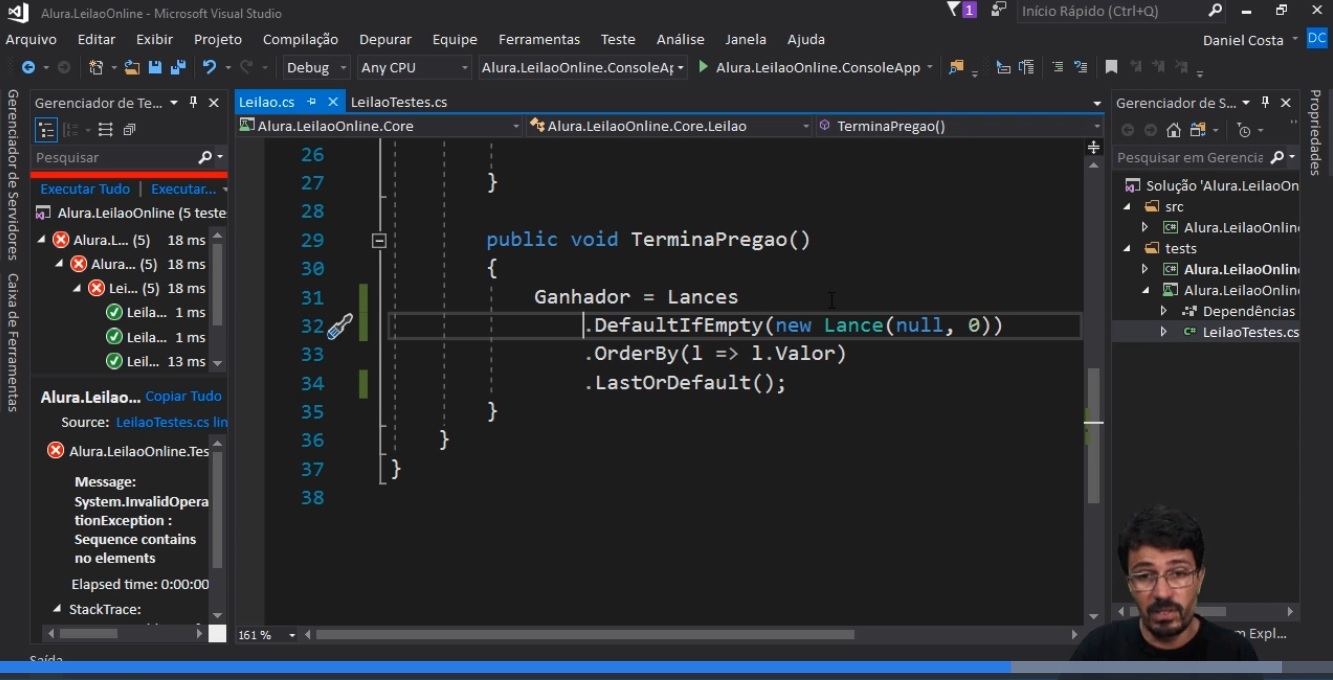 Alura.LeilaoOnline - Microsoft Visual Studio
1
Início Rápido (Ctrl+Q)
Arquivo Editar Exibir Projeto Compilação Depurar Equipe Ferramentas Teste Análise Janela Ajuda
Daniel Costa
DC
Debug Any CPU Alura.LeilaoOnline.ConsoleAp Alura.LeilaoOnline.ConsoleApp
Gerenciador de Servidores
Caixa de Ferramentas
Gerenciador de Te...
Pesquisar
Executar Tudo | Executar...
Alura.LeilaoOnline (5 teste
Alura.L... (5) 18 ms
Alura... (5) 18 ms
Lei... (5) 18 ms
Leila... 1 ms
Leila... 1 ms
Leil... 13 ms
Alura.Leilao... Copiar Tudo
Source: LeilaoTestes.cs lin
Alura.LeilaoOnline.Tes
Message:
System.InvalidOpera
tionException :
Sequence contains
no elements
Elapsed time: 0:00:00
StackTrace:
Leilao.cs LeilaoTestes.cs
Alura.LeilaoOnline.Core Alura.LeilaoOnline.Core.Leilao TerminaPregao()
26
27 }
28
29 public void TerminaPregao()
30 {
31 Ganhador = Lances
32 .DefaultIfEmpty(new Lance(null, 0))
33 .OrderBy(l => l.Valor)
34 .LastOrDefault();
35 }
36 }
37 }
38
161 %
Gerenciador de S...
Pesquisar em Gerencia
Solução 'Alura.LeilaoOn
src
Alura.LeilaoOnlin
tests
Alura.LeilaoOnlin
Alura.LeilaoOnlin
Dependências
LeilaoTestes.cs
m Expl...
Propriedades
Saída